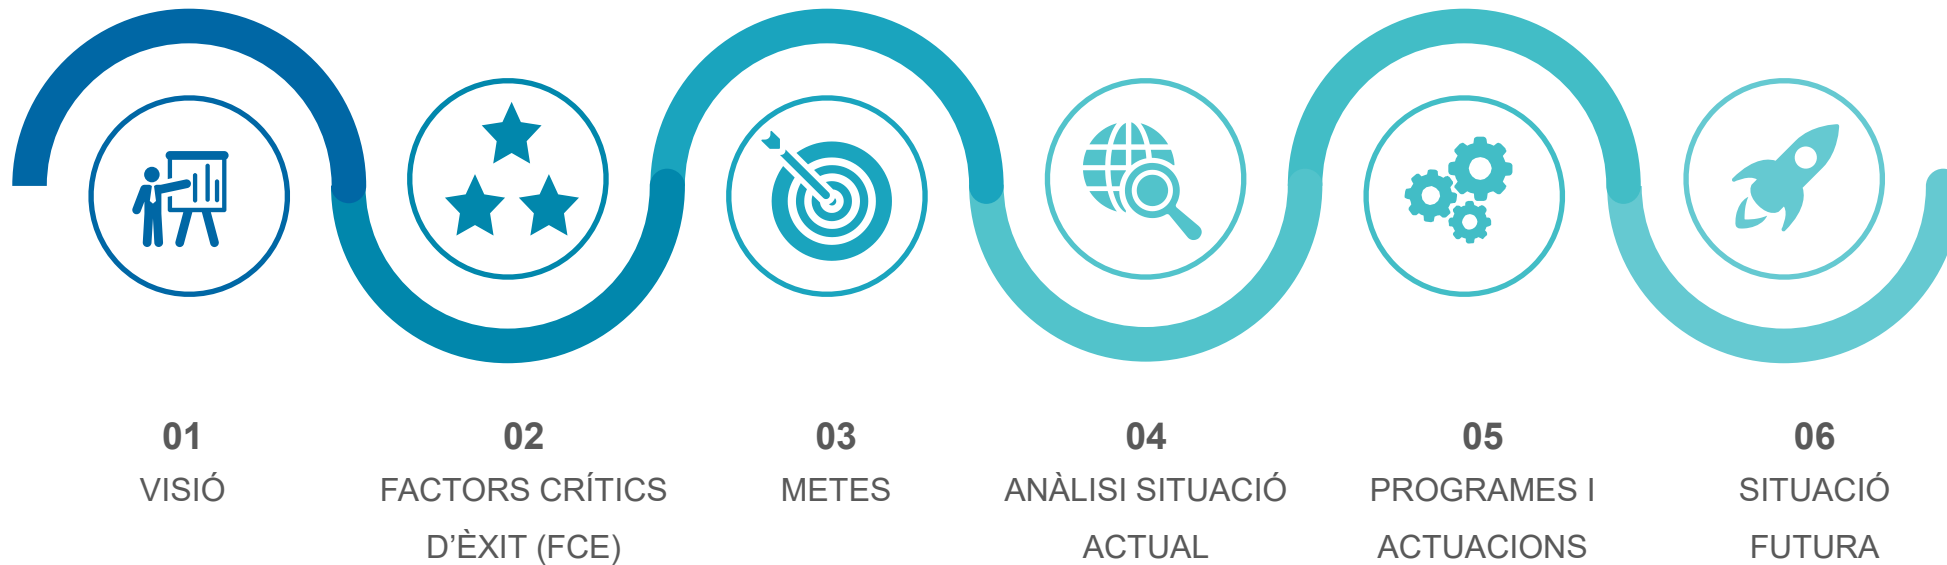 01
VISIÓ
02
FACTORS CRÍTICS
D'ÈXIT (FCE)
03
METES
04
ANÀLISI SITUACIÓ
ACTUAL
05
PROGRAMES I
ACTUACIONS
06
SITUACIÓ
FUTURA